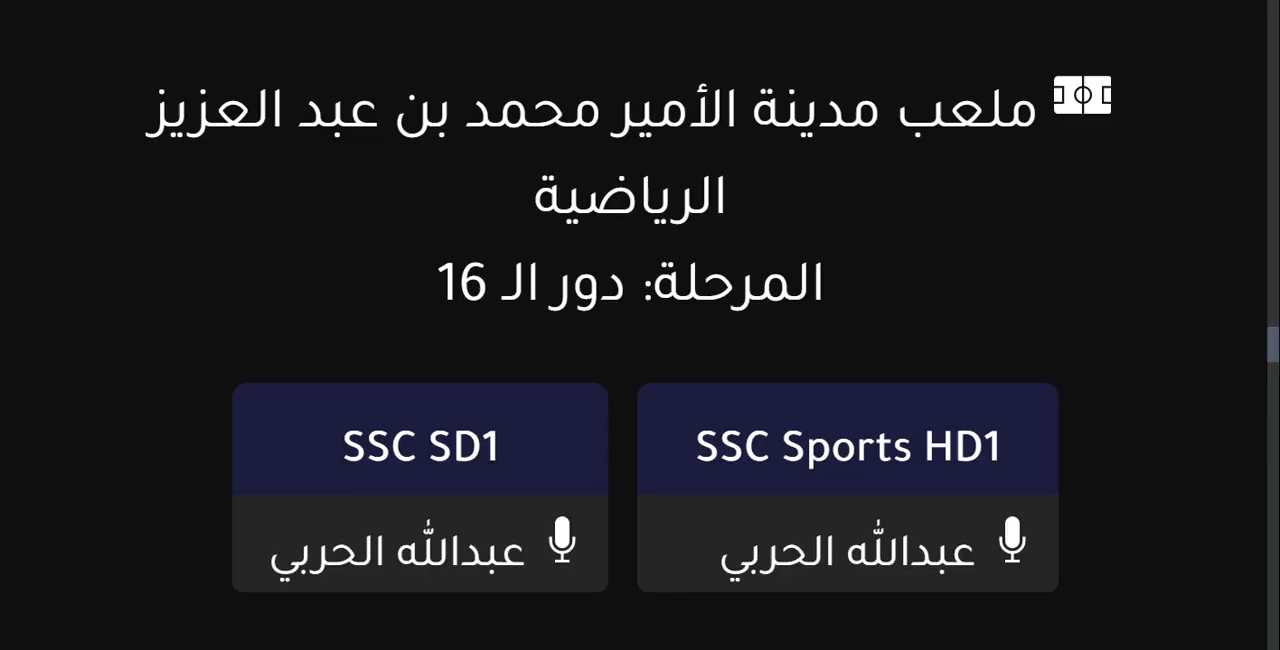 ملعب مدينة الأمير محمد بن عبد العزيز
الرياضية
المرحلة: دور الـ 16
SSC Sports HD1
عبدالله الحربي
SSC SD1
عبدالله الحربي